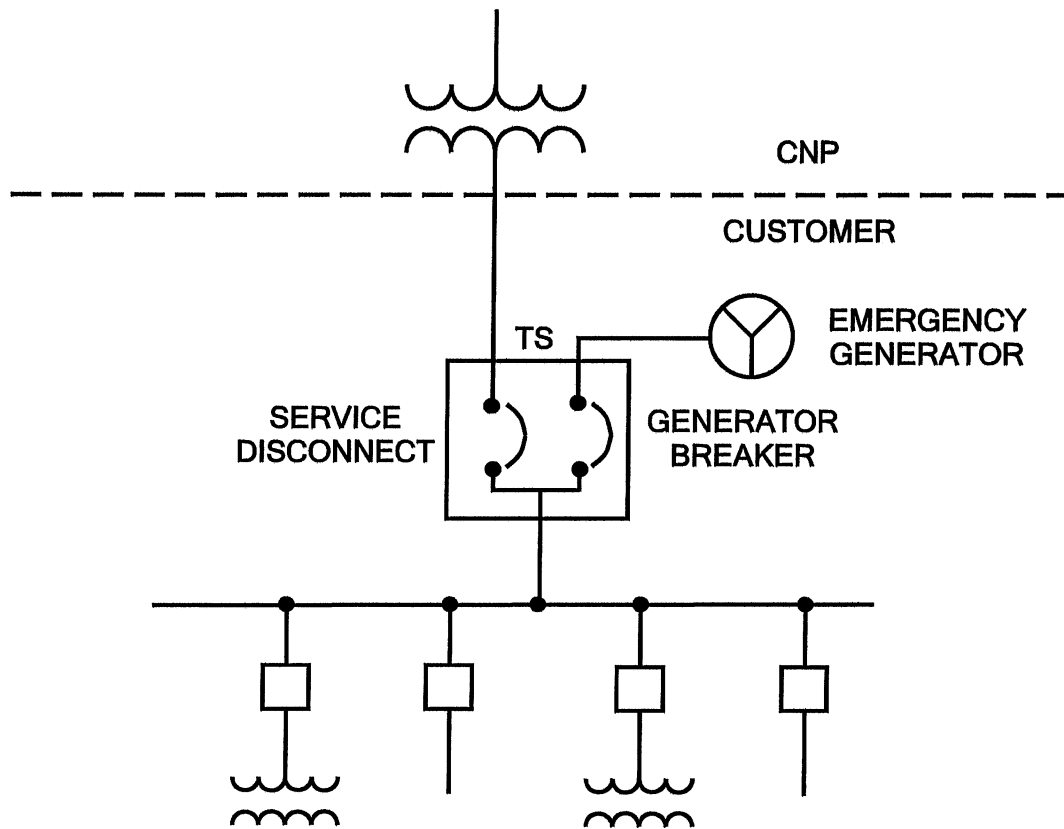 CNP
CUSTOMER
EMERGENCY
GENERATOR
TS
SERVICE
DISCONNECT
GENERATOR
BREAKER